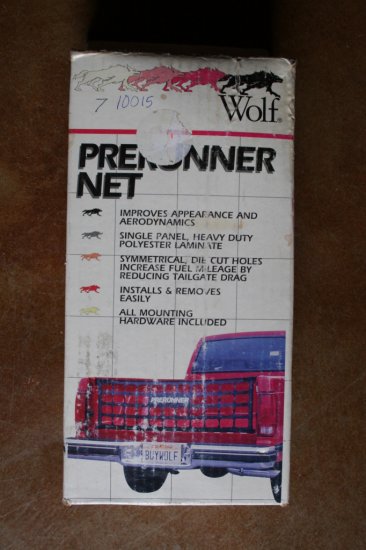 7 10015
Wolf®
PRERUNNER
NET
IMPROVES APPEARANCE AND
AERODYNAMICS
SINGLE PANEL, HEAVY DUTY
POLYESTER LAMINATE
SYMMETRICAL, DIE CUT HOLES
INCREASE FUEL MILEAGE BY
REDUCING TAILGATE DRAG
INSTALLS & REMOVES
EASILY
ALL MOUNTING
HARDWARE INCLUDED
PRERUNNER
BUYWOLF